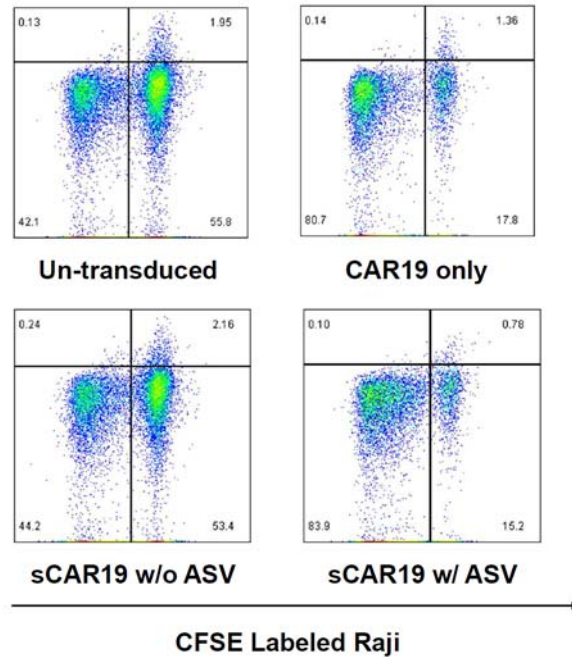 0.13 1.95 0.14 1.36
42.1 55.8 80.7 17.8
Un-transduced CAR19 only
0.24 2.16 0.10 0.78
44.2 53.4 83.9 15.2
sCAR19 w/o ASV sCAR19 w/ ASV
CFSE Labeled Raji